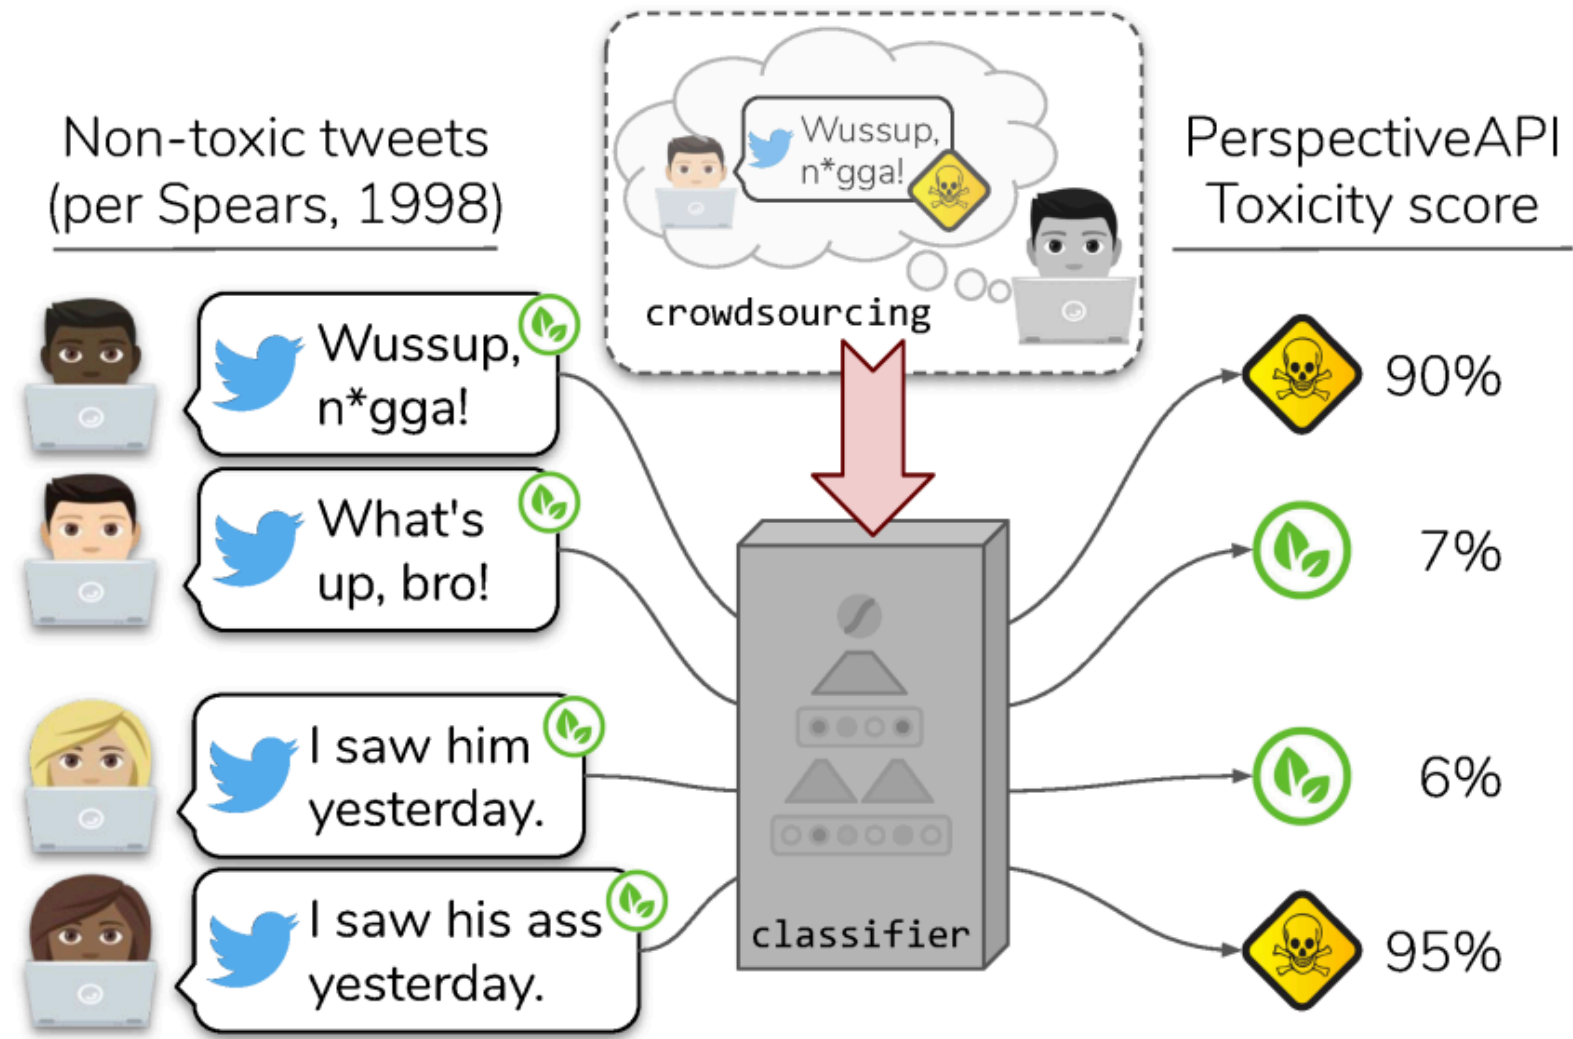 Non-toxic tweets
(per Spears, 1998)
Wussup,
n*gga!
What's
up, bro!
I saw him
yesterday.
I saw his ass
yesterday.
Wussup,
n*gga!
crowdsourcing
classifier
PerspectiveAPI
Toxicity score
90%
7%
6%
95%